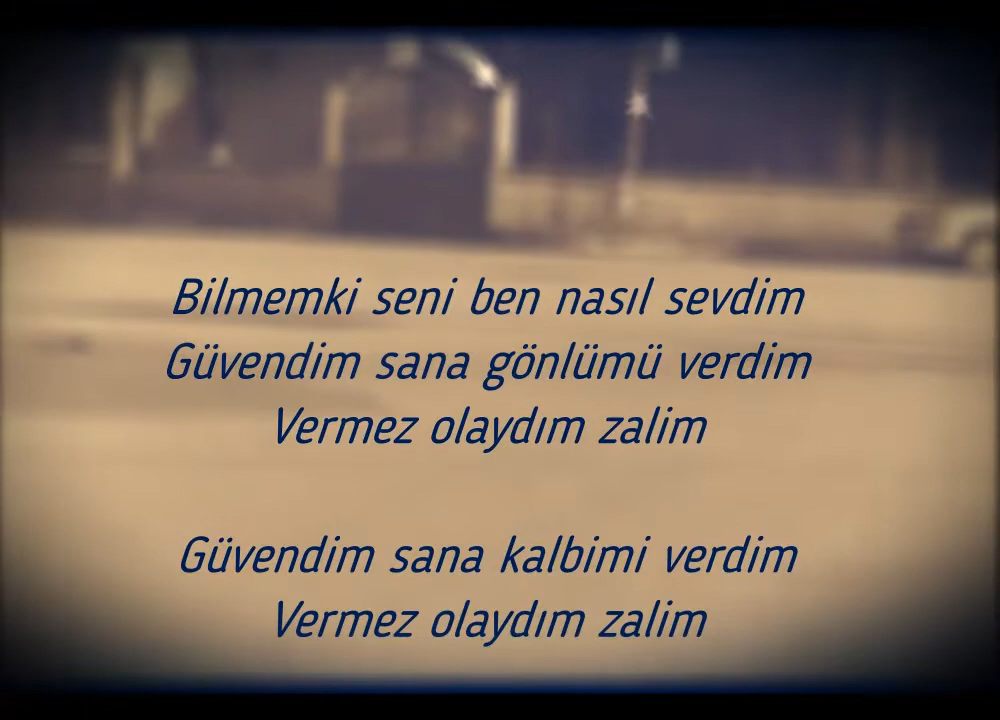 Bilmemki seni ben nasıl sevdim
Güvendim sana gönlümü verdim
Vermez olaydım zalim
Güvendim sana kalbimi verdim
Vermez olaydım zalim